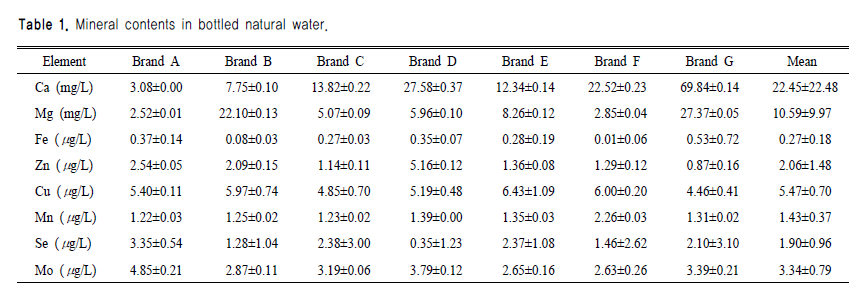 Table 1. Mineral contents in bottled natural water.
Element Brand A Brand B Brand C Brand D Brand E Brand F Brand G Mean
Ca (mg/L) 3.08±0.00 7.75±0.10 13.82±0.22 27.58±0.37 12.34±0.14 22.52±0.23 69.84±0.14 22.45±22.48
Mg (mg/L) 2.52±0.01 22.10±0.10 5.07±0.09 5.96±0.10 8.26±0.12 2.85±0.04 27.37±0.05 10.59±9.97
Fe (μg/L) 0.37±0.14 0.08±0.03 0.27±0.03 0.35±0.07 0.28±0.19 0.01±0.06 0.53±0.72 0.27±0.18
Zn (μg/L) 2.54±0.05 2.09±0.15 1.14±0.11 5.16±0.12 1.36±0.08 1.29±0.12 0.87±0.16 2.06±1.48
Cu (μg/L) 5.40±0.11 5.97±0.74 4.85±0.70 5.19±0.48 6.43±1.09 6.00±0.20 4.46±0.41 5.47±0.70
Mn (μg/L) 1.22±0.03 1.25±0.02 1.23±0.02 1.39±0.00 1.35±0.03 2.26±0.03 1.31±0.02 1.43±0.37
Se (μg/L) 3.35±0.54 1.28±1.04 2.38±3.00 0.35±1.23 2.37±1.08 1.46±2.62 2.10±3.10 1.90±0.96
Mo (μg/L) 4.85±0.21 2.87±0.11 3.19±0.06 3.79±0.12 2.65±0.16 2.63±0.26 3.39±0.21 3.34±0.79